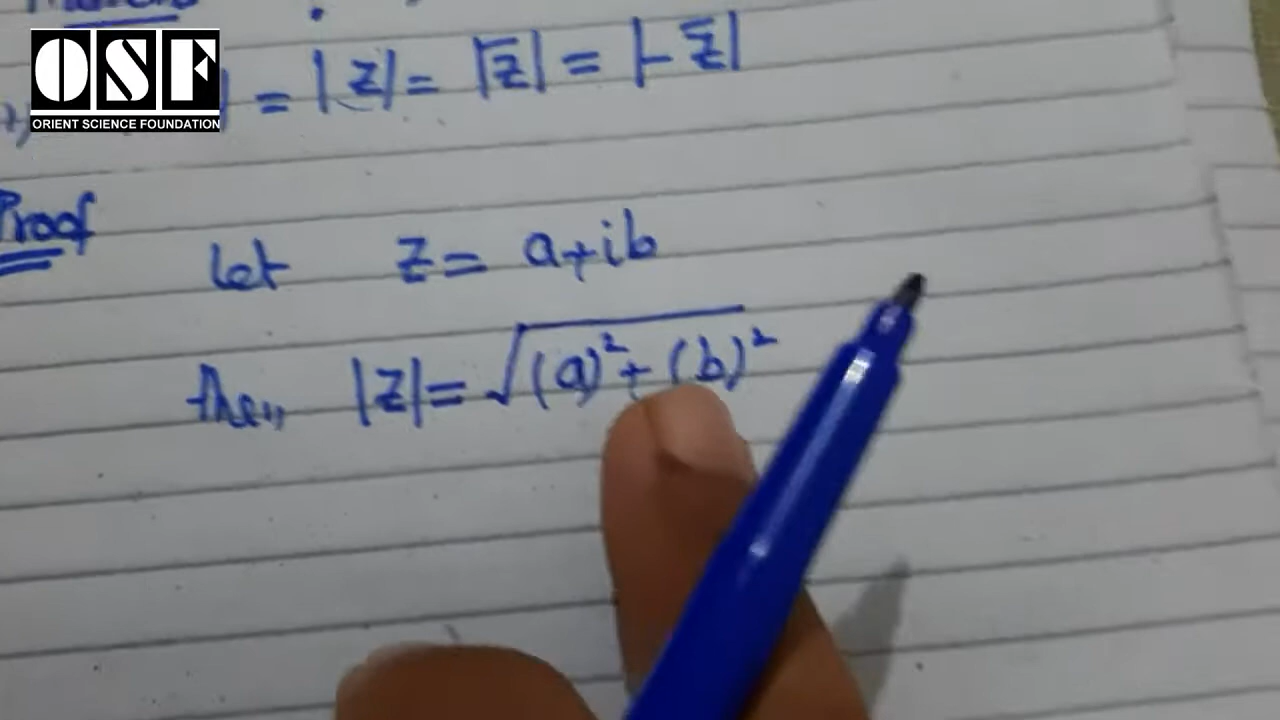 OSF
ORIENT SCIENCE FOUNDATION
| = |z| = |z̄| = |-z̄|
Proof
Let z = a+ib
then |z| = √(a)² + (b)²